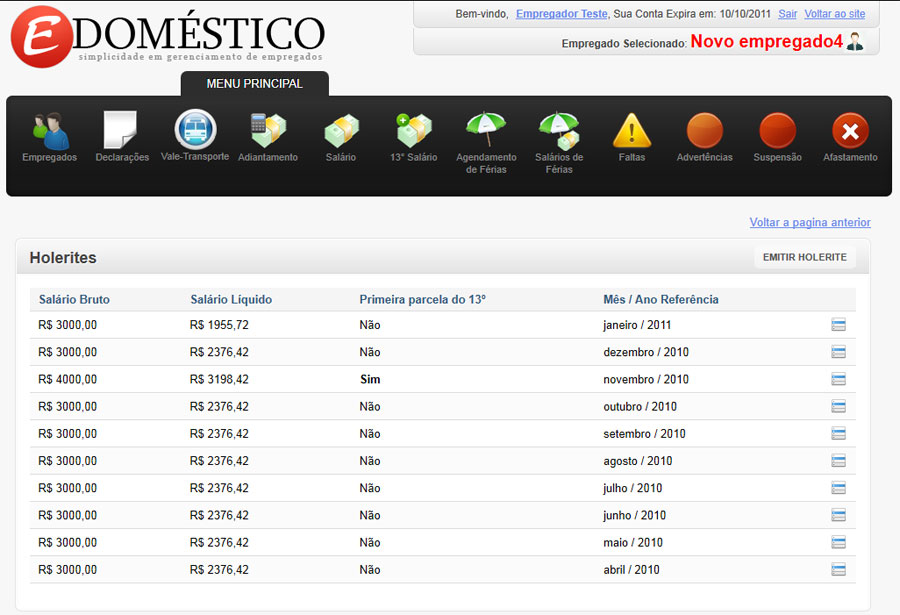 EDOMÉSTICO
simplicidade em gerenciamento de empregados
Bem-vindo, Empregador Teste, Sua Conta Expira em: 10/10/2011 Sair Voltar ao site
Empregado Selecionado: Novo empregado4
MENU PRINCIPAL
Empregados Declarações Vale-Transporte Adiantamento Salário 13° Salário Agendamento de Férias Salários de Férias Faltas Advertências Suspensão Afastamento
Voltar a pagina anterior
Holerites EMITIR HOLERITE
Salário Bruto Salário Líquido Primeira parcela do 13º Mês / Ano Referência
R$ 3000,00 R$ 1955,72 Não janeiro / 2011
R$ 3000,00 R$ 2376,42 Não dezembro / 2010
R$ 4000,00 R$ 3198,42 Sim novembro / 2010
R$ 3000,00 R$ 2376,42 Não outubro / 2010
R$ 3000,00 R$ 2376,42 Não setembro / 2010
R$ 3000,00 R$ 2376,42 Não agosto / 2010
R$ 3000,00 R$ 2376,42 Não julho / 2010
R$ 3000,00 R$ 2376,42 Não junho / 2010
R$ 3000,00 R$ 2376,42 Não maio / 2010
R$ 3000,00 R$ 2376,42 Não abril / 2010